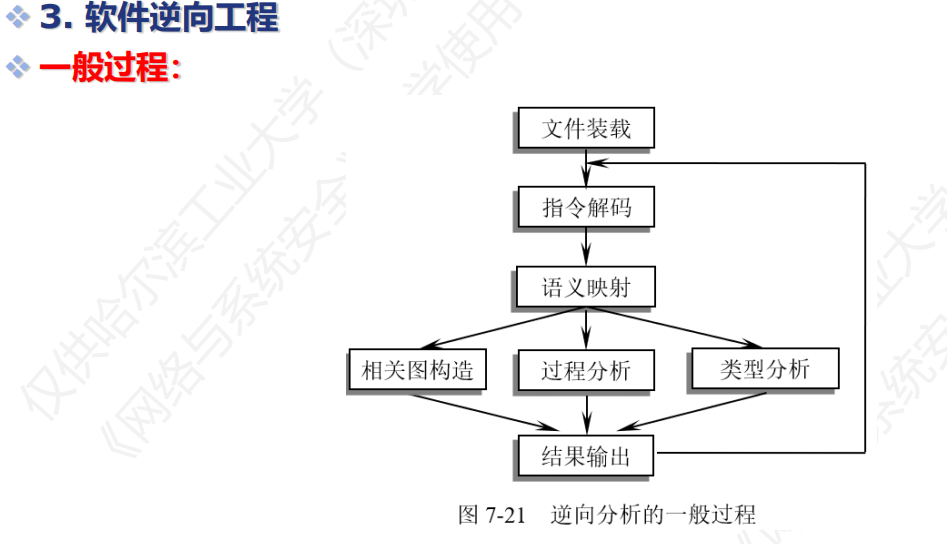 3. 软件逆向工程
一般过程：
文件装载
指令解码
语义映射
相关图构造 过程分析 类型分析
结果输出
图 7-21 逆向分析的一般过程
仅供哈尔滨工业大学（深圳
《网络与系统安全
学使用
业大学
系统安